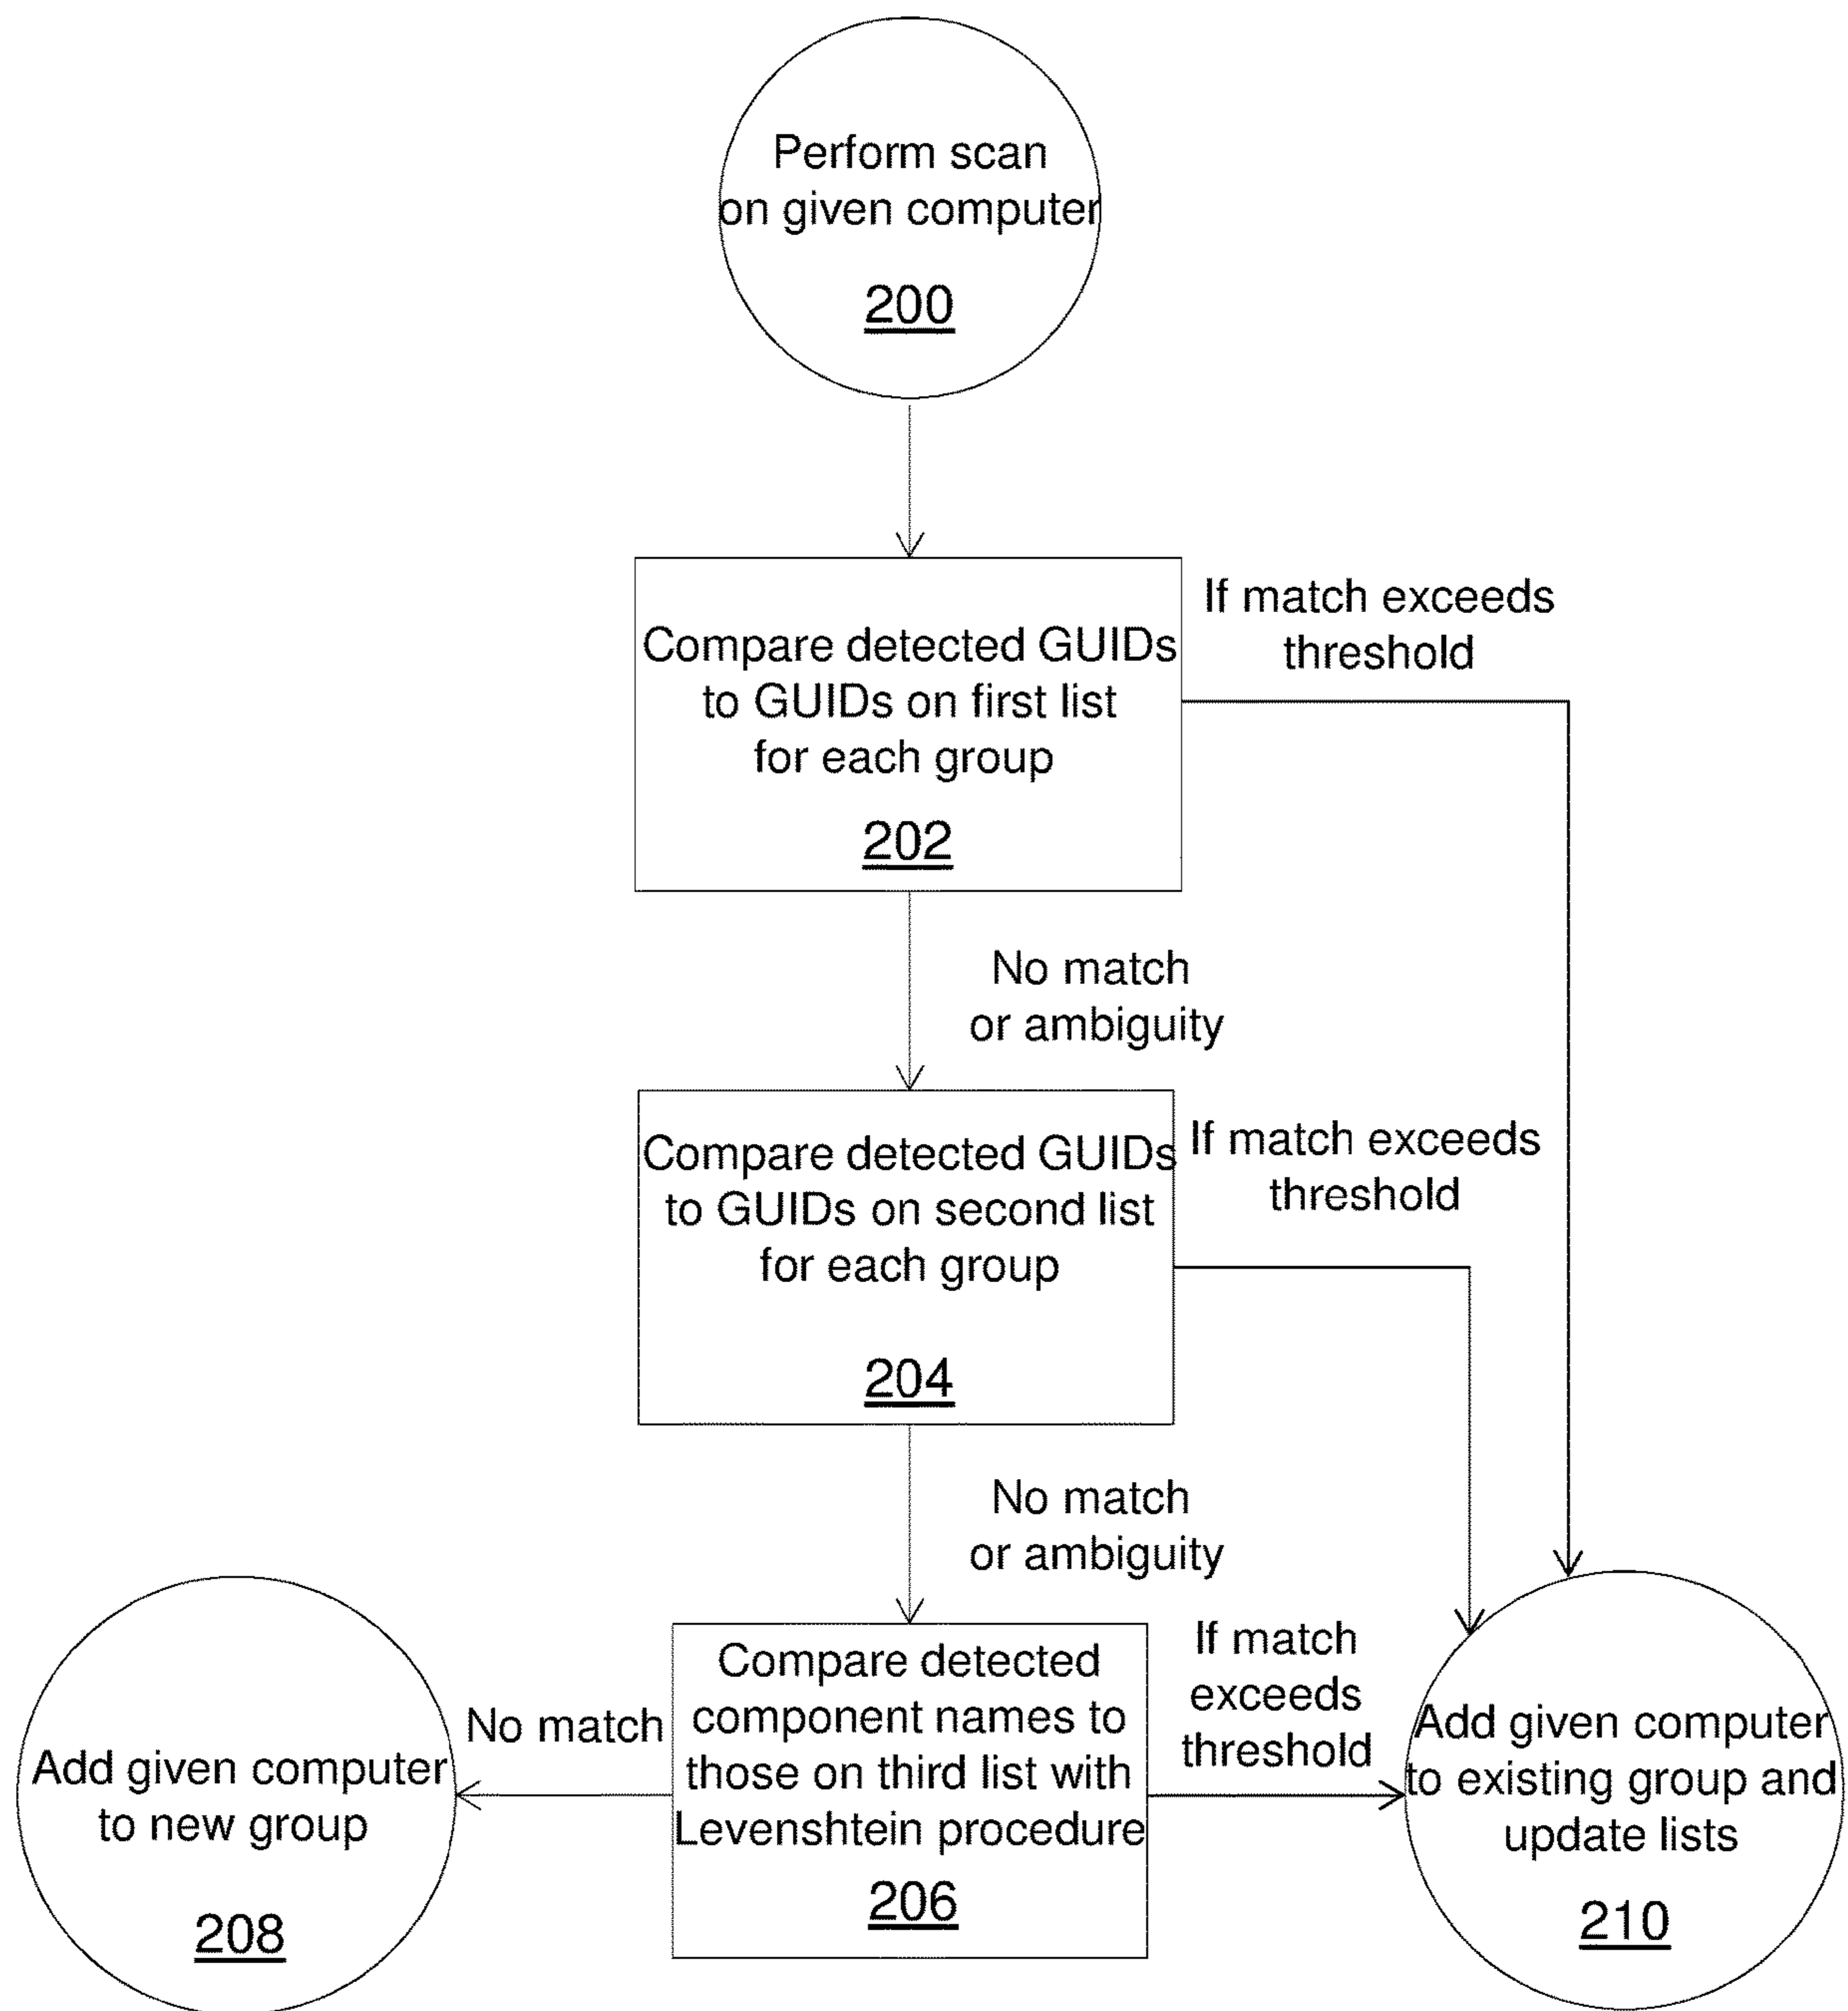 Perform scan
on given computer
200
Compare detected GUIDs
to GUIDs on first list
for each group
202
If match exceeds
threshold
No match
or ambiguity
Compare detected GUIDs
to GUIDs on second list
for each group
204
If match exceeds
threshold
No match
or ambiguity
Compare detected
component names to
those on third list with
Levenshtein procedure
206
No match
If match
exceeds
threshold
Add given computer
to new group
208
Add given computer
to existing group and
update lists
210